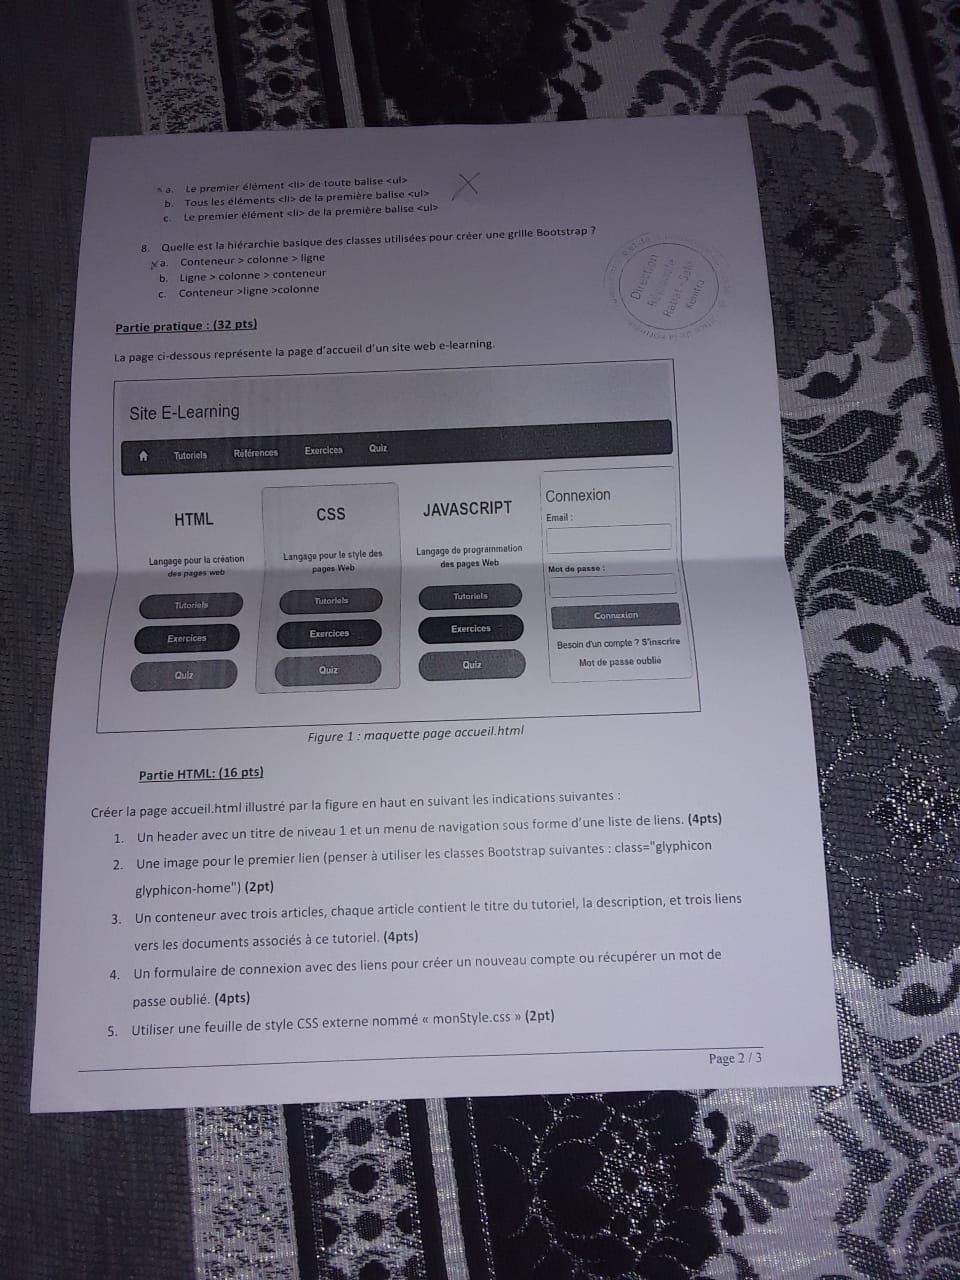 a. Le premier élément <li> de toute balise <ul>
b. Tous les éléments <li> de la première balise <ul>
c. Le premier élément <li> de la première balise <ul>
8. Quelle est la hiérarchie basique des classes utilisées pour créer une grille Bootstrap ?
a. Conteneur > colonne > ligne
b. Ligne > colonne > conteneur
c. Conteneur >ligne >colonne
Direction
Rabat - Salé
Kénitra
Partie pratique : (32 pts)
La page ci-dessous représente la page d'accueil d'un site web e-learning.
Site E-Learning
Tutoriels Références Exercices Quiz
HTML
Langage pour la création
des pages web
Tutoriels
Exercices
Quiz
CSS
Langage pour le style des
pages Web
Tutoriels
Exercices
Quiz
JAVASCRIPT
Langage de programmation
des pages Web
Tutoriels
Exercices
Quiz
Connexion
Email :
Mot de passe :
Connexion
Besoin d'un compte ? S'inscrire
Mot de passe oublié
Figure 1 : maquette page accueil.html
Partie HTML: (16 pts)
Créer la page accueil.html illustré par la figure en haut en suivant les indications suivantes :
1. Un header avec un titre de niveau 1 et un menu de navigation sous forme d'une liste de liens. (4pts)
2. Une image pour le premier lien (penser à utiliser les classes Bootstrap suivantes : class="glyphicon
glyphicon-home") (2pt)
3. Un conteneur avec trois articles, chaque article contient le titre du tutoriel, la description, et trois liens
vers les documents associés à ce tutoriel. (4pts)
4. Un formulaire de connexion avec des liens pour créer un nouveau compte ou récupérer un mot de
passe oublié. (4pts)
5. Utiliser une feuille de style CSS externe nommé « monStyle.css » (2pt)
Page 2 / 3